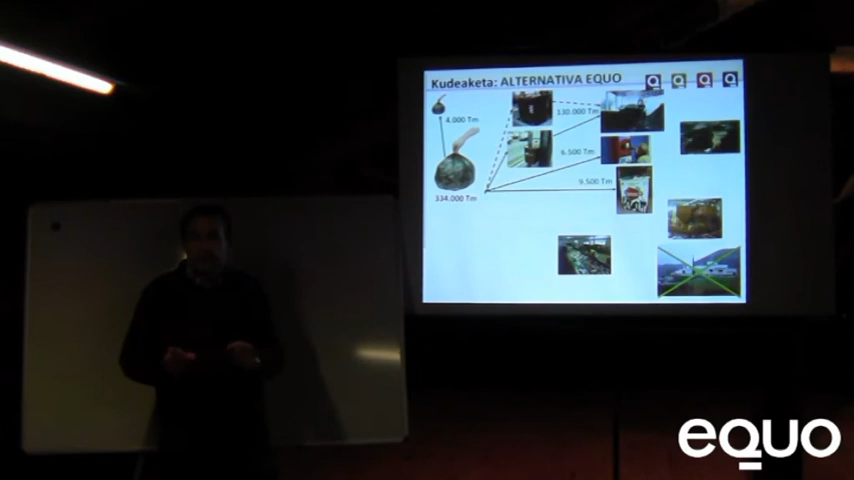 Kudeaketa: ALTERNATIVA EQUO
4.000 Tm
130.000 Tm
6.500 Tm
9.500 Tm
334.000 Tm
eQUO